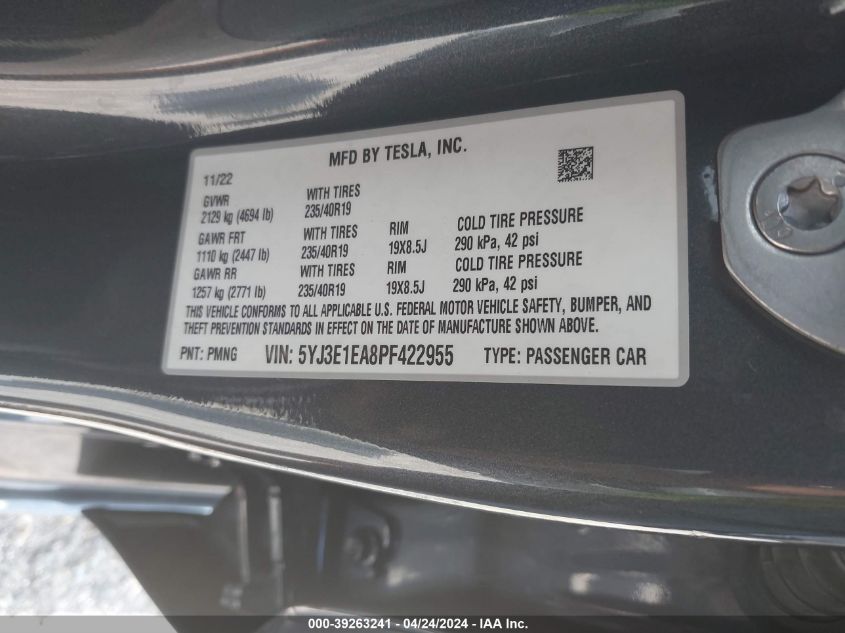 MFD BY TESLA, INC.
11/22
GVWR WITH TIRES
2129 kg (4694 lb) 235/40R19
GAWR FRT WITH TIRES RIM COLD TIRE PRESSURE
1110 kg (2447 lb) 235/40R19 19X8.5J 290 kPa, 42 psi
GAWR RR WITH TIRES RIM COLD TIRE PRESSURE
1257 kg (2771 lb) 235/40R19 19X8.5J 290 kPa, 42 psi
THIS VEHICLE CONFORMS TO ALL APPLICABLE U.S. FEDERAL MOTOR VEHICLE SAFETY, BUMPER, AND
THEFT PREVENTION STANDARDS IN EFFECT ON THE DATE OF MANUFACTURE SHOWN ABOVE.
PNT: PMNG VIN: 5YJ3E1EA8PF422955 TYPE: PASSENGER CAR
000-39263241 - 04/24/2024 - IAA Inc.